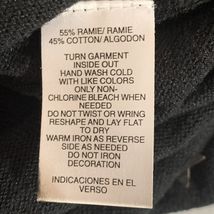 55% RAMIE/ RAMIE
45% COTTON/ ALGODON
TURN GARMENT
INSIDE OUT
HAND WASH COLD
WITH LIKE COLORS
ONLY NON-
CHLORINE BLEACH WHEN
NEEDED
DO NOT TWIST OR WRING
RESHAPE AND LAY FLAT
TO DRY
WARM IRON AS REVERSE
SIDE AS NEEDED
DO NOT IRON
DECORATION
INDICACIONES EN EL
VERSO